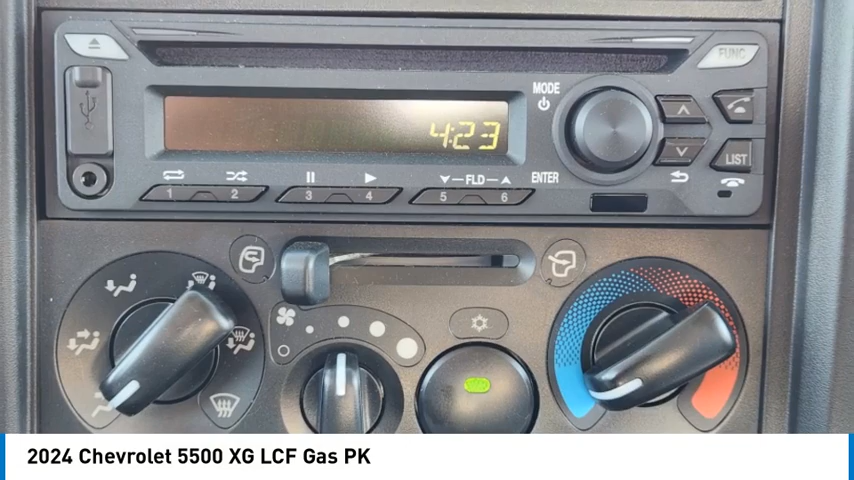 FUNC
MODE
4:23
LIST
FLD
ENTER
1 2 3 4 5 6
2024 Chevrolet 5500 XG LCF Gas PK